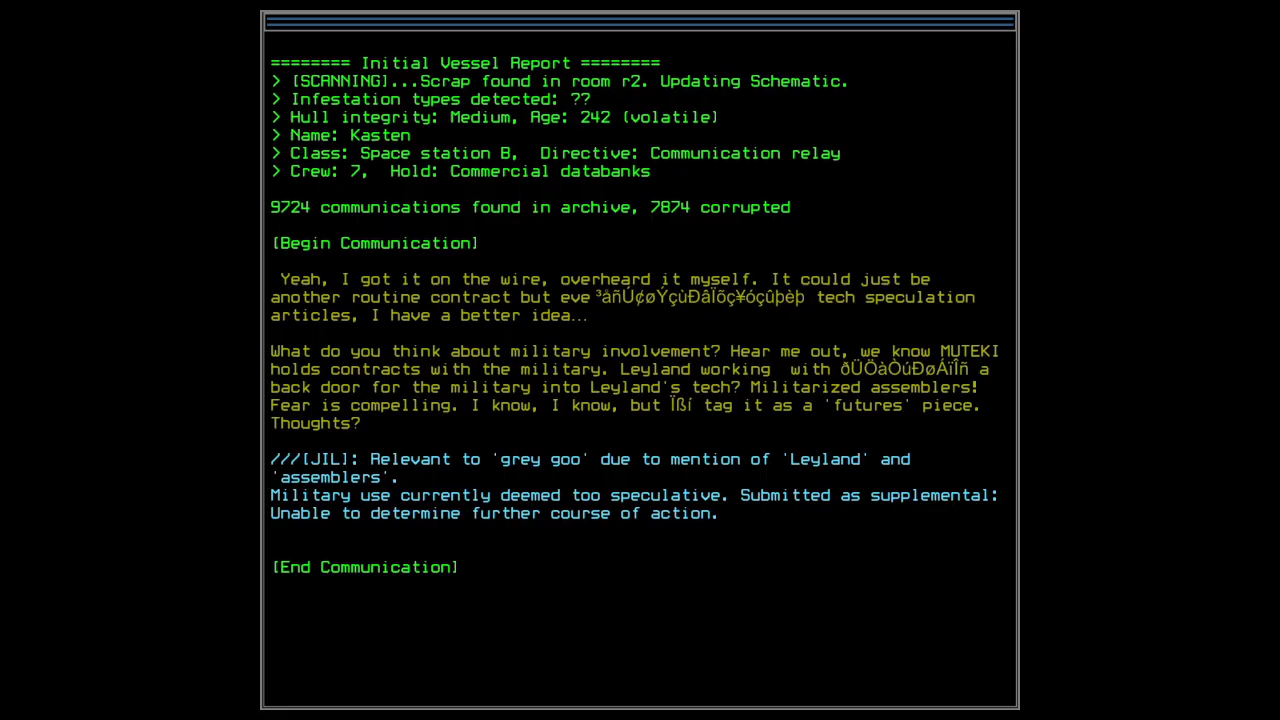 ======== Initial Vessel Report ========
> [SCANNING]...Scrap found in room r2. Updating Schematic.
> Infestation types detected: ??
> Hull integrity: Medium, Age: 242 (volatile)
> Name: Kasten
> Class: Space station B,  Directive: Communication relay
> Crew: 7,  Hold: Commercial databanks
9724 communications found in archive, 7874 corrupted
[Begin Communication]
Yeah, I got it on the wire, overheard it myself. It could just be
another routine contract but eve³åñÚ¢øÝçùÐâÏõç¥óçûþèþ tech speculation
articles, I have a better idea...
What do you think about military involvement? Hear me out, we know MUTEKI
holds contracts with the military. Leyland working  with ðÜÖàÒúÐøÁïÎñ a
back door for the military into Leyland's tech? Militarized assemblers!
Fear is compelling. I know, I know, but Ïßí tag it as a 'futures' piece.
Thoughts?
///[JIL]: Relevant to 'grey goo' due to mention of 'Leyland' and
'assemblers'.
Military use currently deemed too speculative. Submitted as supplemental:
Unable to determine further course of action.
[End Communication]